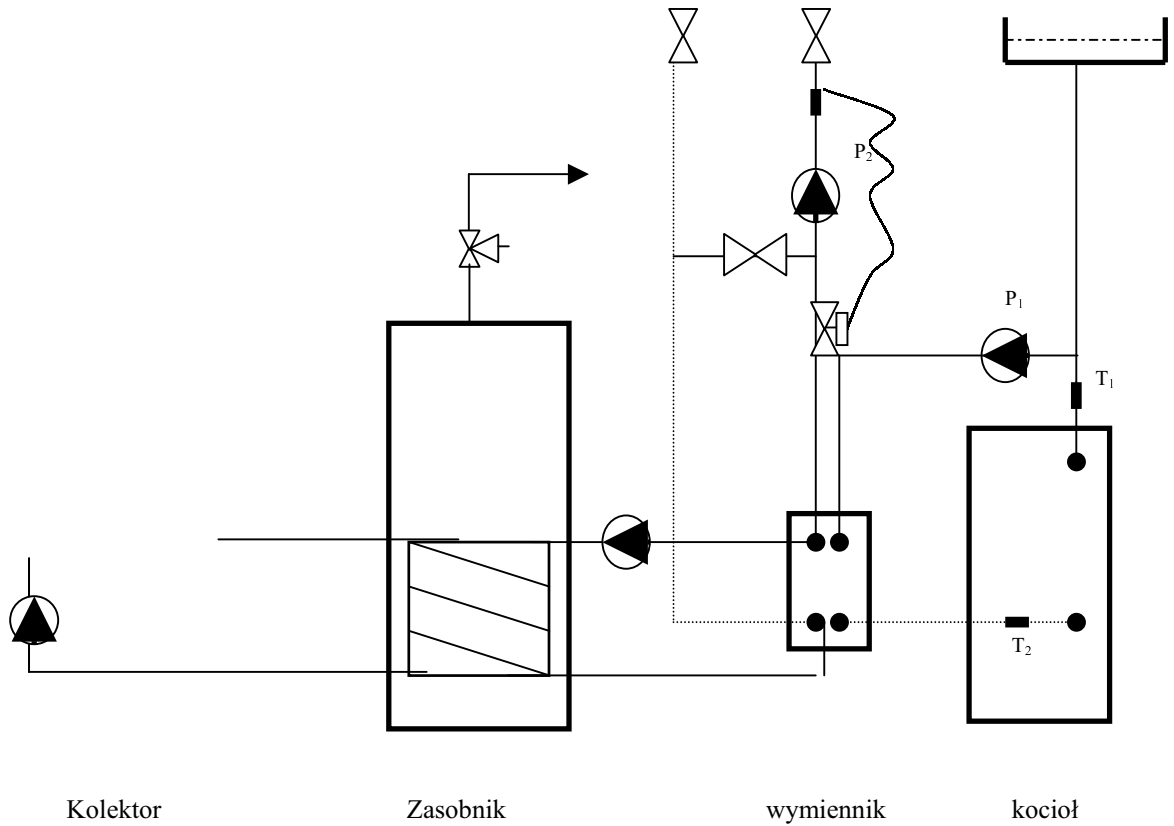 P₂
P₁
T₁
T₂
Kolektor Zasobnik wymiennik kocioł